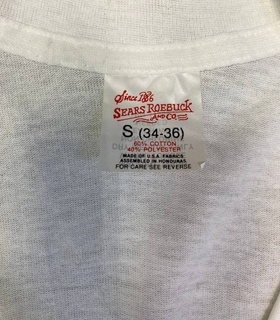 Since 1886
SEARS ROEBUCK
AND CO.
S (34-36)
60% COTTON
40% POLYESTER
MADE OF U.S.A. FABRICS
ASSEMBLED IN HONDURAS
FOR CARE SEE REVERSE